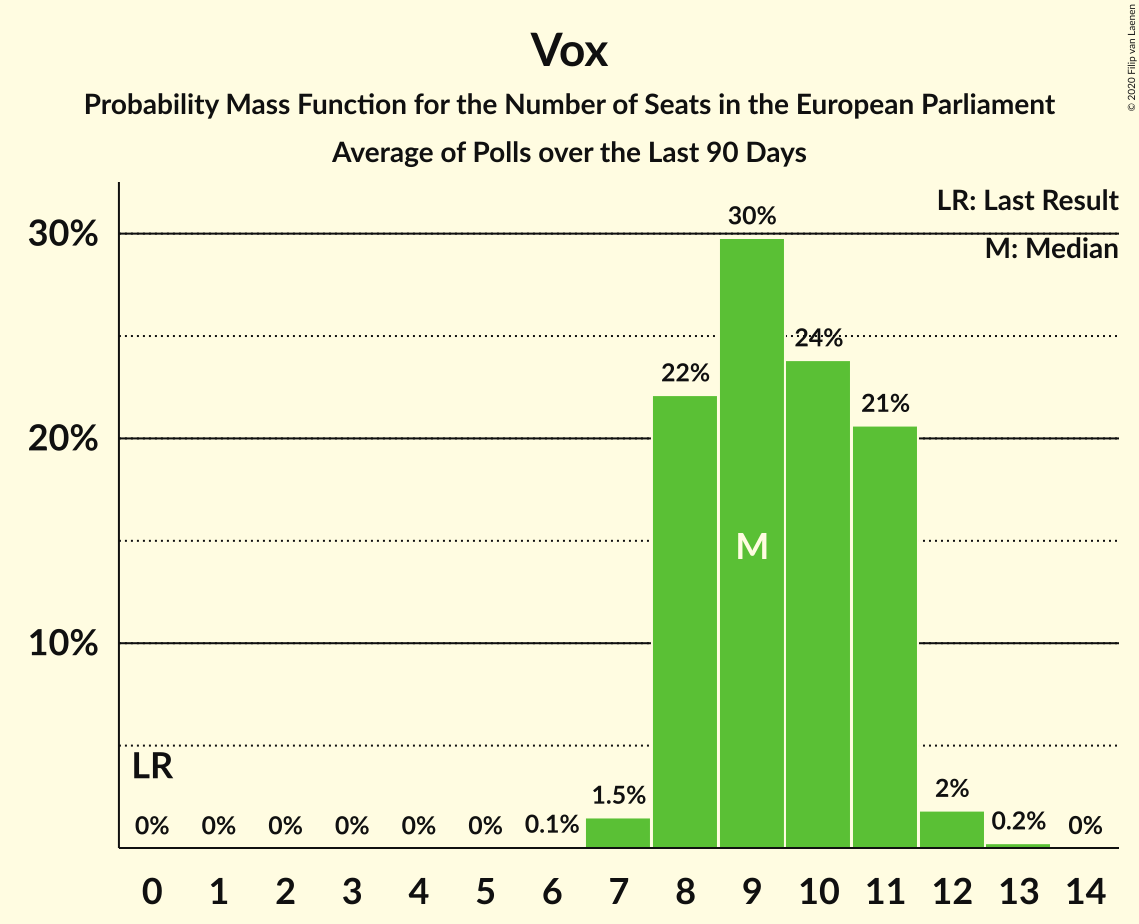 Vox
Probability Mass Function for the Number of Seats in the European Parliament
Average of Polls over the Last 90 Days
© 2020 Filip van Laenen
LR: Last Result
M: Median
30%
20%
10%
LR
M
0% 0% 0% 0% 0% 0% 0.1% 1.5% 22% 30% 24% 21% 2% 0.2% 0%
0 1 2 3 4 5 6 7 8 9 10 11 12 13 14